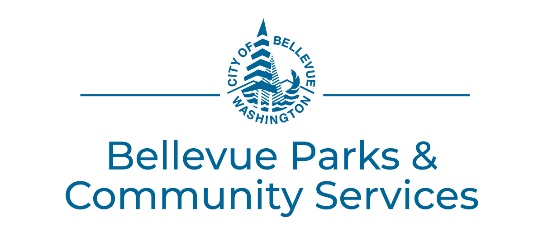 CITY OF BELLEVUE
WASHINGTON
Bellevue Parks &
Community Services